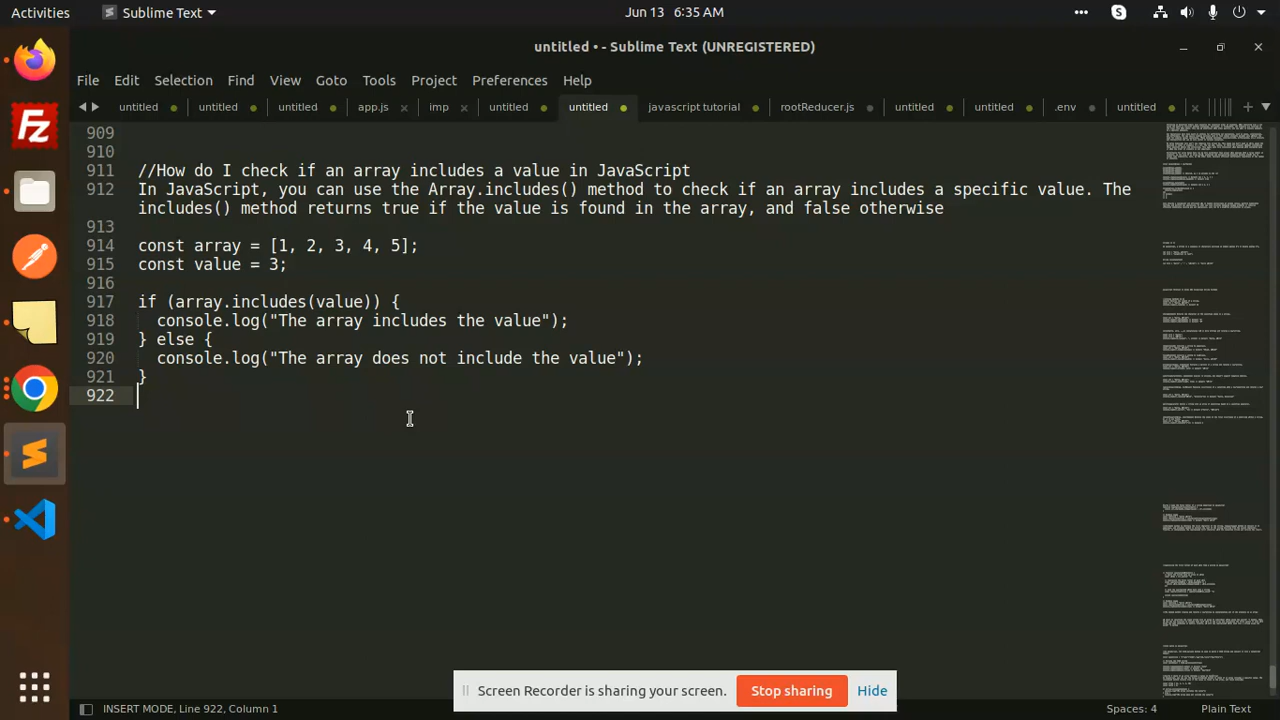 Activities
Sublime Text
Jun 13 6:35 AM
untitled • - Sublime Text (UNREGISTERED)
File Edit Selection Find View Goto Tools Project Preferences Help
untitled untitled untitled app.js imp untitled untitled javascript tutorial rootReducer.js untitled untitled .env untitled
909
910
911 //How do I check if an array includes a value in JavaScript
912 In JavaScript, you can use the Array.includes() method to check if an array includes a specific value. The
includes() method returns true if the value is found in the array, and false otherwise
913
914 const array = [1, 2, 3, 4, 5];
915 const value = 3;
916
917 if (array.includes(value)) {
918 console.log("The array includes the value");
919 } else {
920 console.log("The array does not include the value");
921 }
922
Screen Recorder is sharing your screen. Stop sharing Hide
INSERT MODE, Line 922, Column 1 Spaces: 4 Plain Text